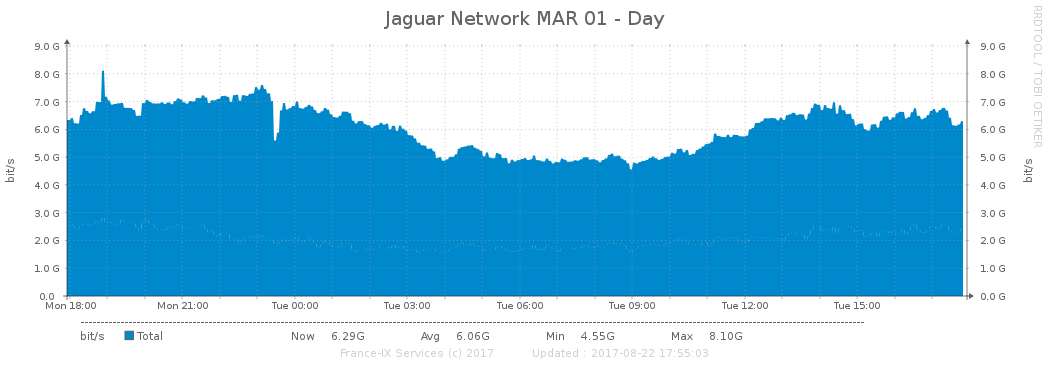 Jaguar Network MAR 01 - Day
RRDTOOL / TOBI OETIKER
9.0 G 9.0 G
8.0 G 8.0 G
7.0 G 7.0 G
6.0 G 6.0 G
5.0 G 5.0 G
4.0 G 4.0 G
3.0 G 3.0 G
2.0 G 2.0 G
1.0 G 1.0 G
0.0 0.0 G
bit/s
bit/s
Mon 18:00 Mon 21:00 Tue 00:00 Tue 03:00 Tue 06:00 Tue 09:00 Tue 12:00 Tue 15:00
bit/s Total Now 6.29G Avg 6.06G Min 4.55G Max 8.10G
France-IX Services (c) 2017 Updated : 2017-08-22 17:55:03